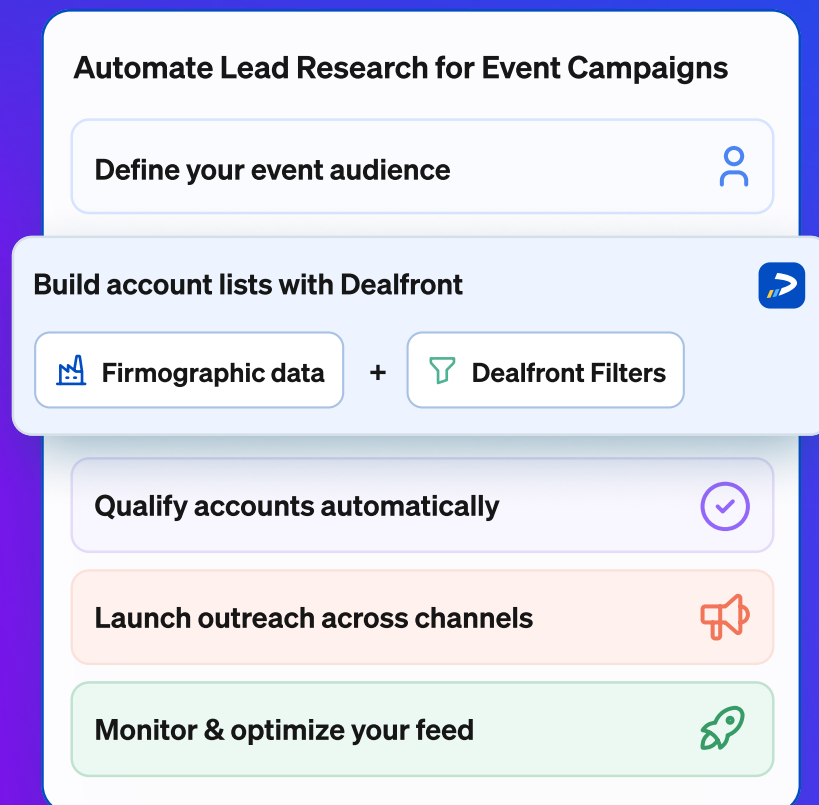 Automate Lead Research for Event Campaigns
Define your event audience
Build account lists with Dealfront
Firmographic data + Dealfront Filters
Qualify accounts automatically
Launch outreach across channels
Monitor & optimize your feed